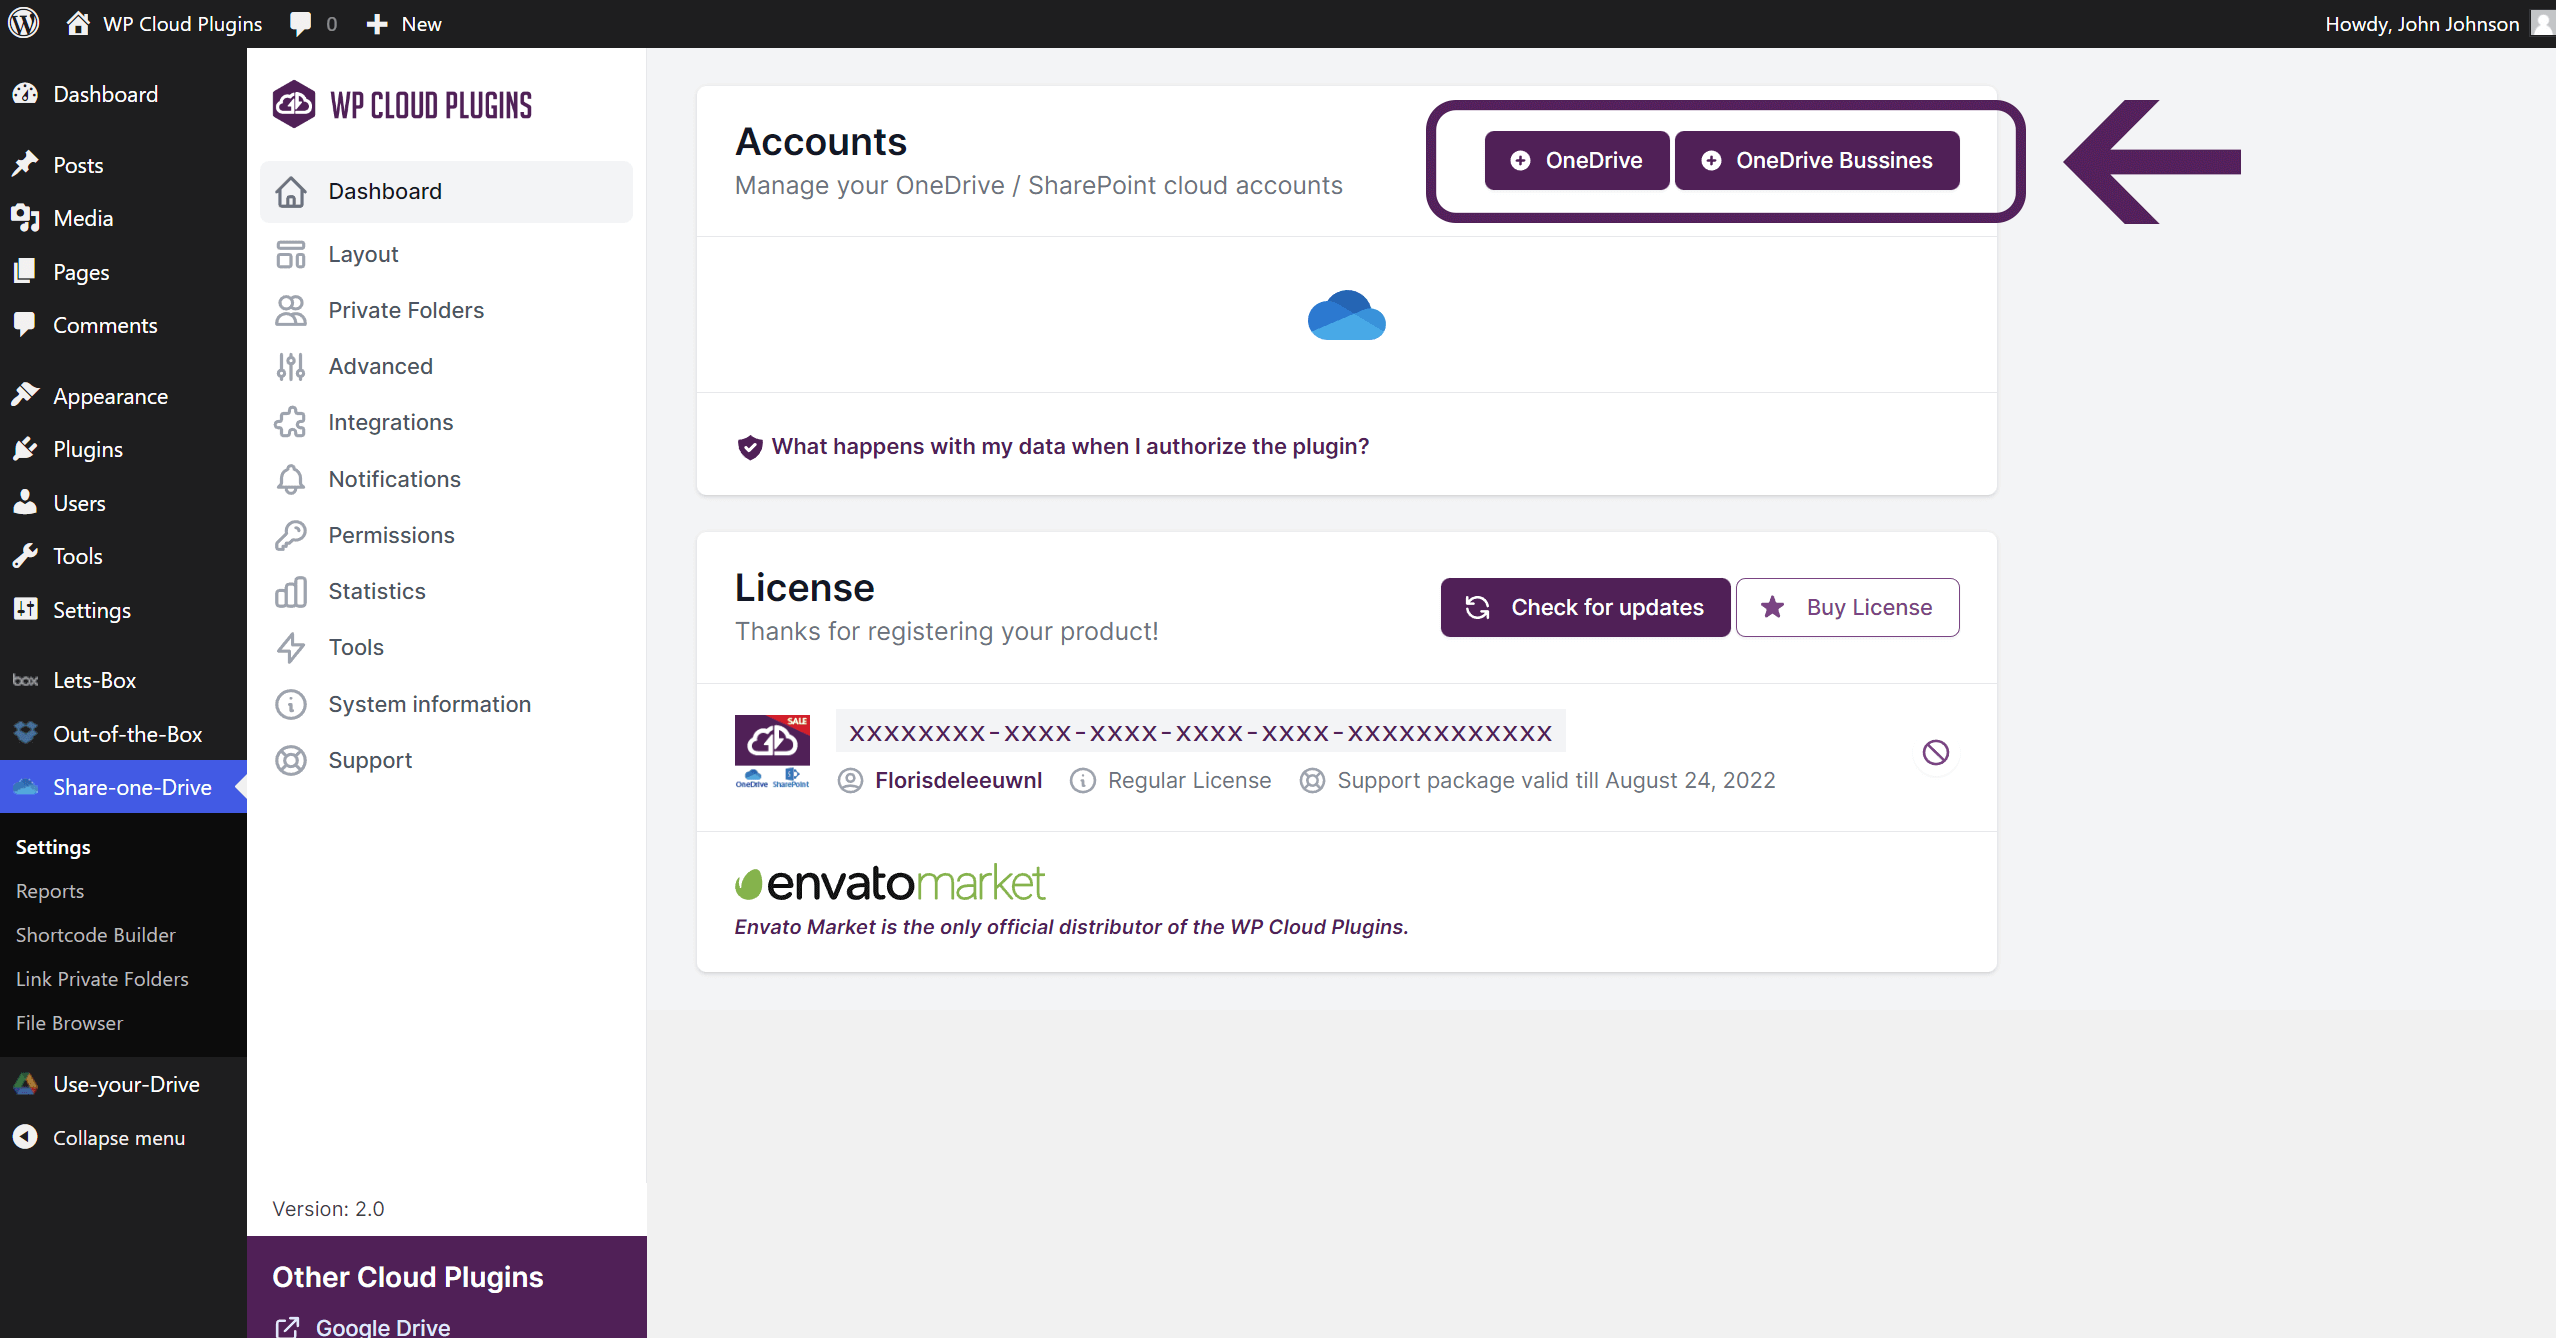 WP Cloud Plugins 0 New Howdy, John Johnson
Dashboard
Posts
Media
Pages
Comments
Appearance
Plugins
Users
Tools
Settings
box Lets-Box
Out-of-the-Box
Share-one-Drive
Settings
Reports
Shortcode Builder
Link Private Folders
File Browser
Use-your-Drive
Collapse menu
WP CLOUD PLUGINS
Dashboard
Layout
Private Folders
Advanced
Integrations
Notifications
Permissions
Statistics
Tools
System information
Support
Version: 2.0
Other Cloud Plugins
Google Drive
Accounts
Manage your OneDrive / SharePoint cloud accounts
OneDrive OneDrive Bussines
What happens with my data when I authorize the plugin?
License
Thanks for registering your product!
Check for updates Buy License
SALE
OneDrive SharePoint
xxxxxxxx-xxxx-xxxx-xxxx-xxxx-xxxxxxxxxxxx
Florisdeleeuwnl Regular License Support package valid till August 24, 2022
envatomarket
Envato Market is the only official distributor of the WP Cloud Plugins.